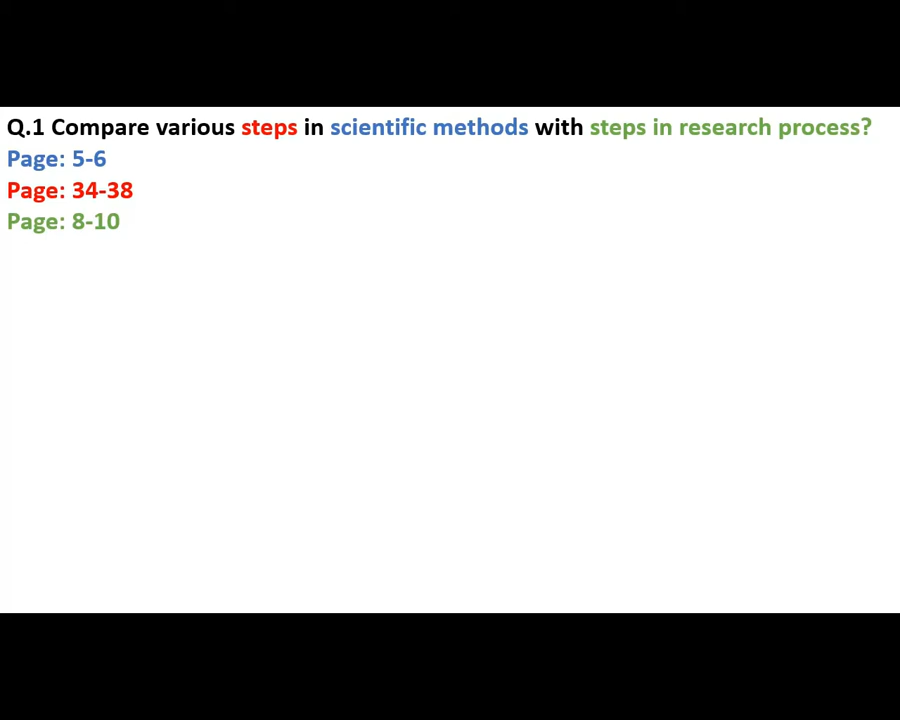 Q.1 Compare various steps in scientific methods with steps in research process?
Page: 5-6
Page: 34-38
Page: 8-10